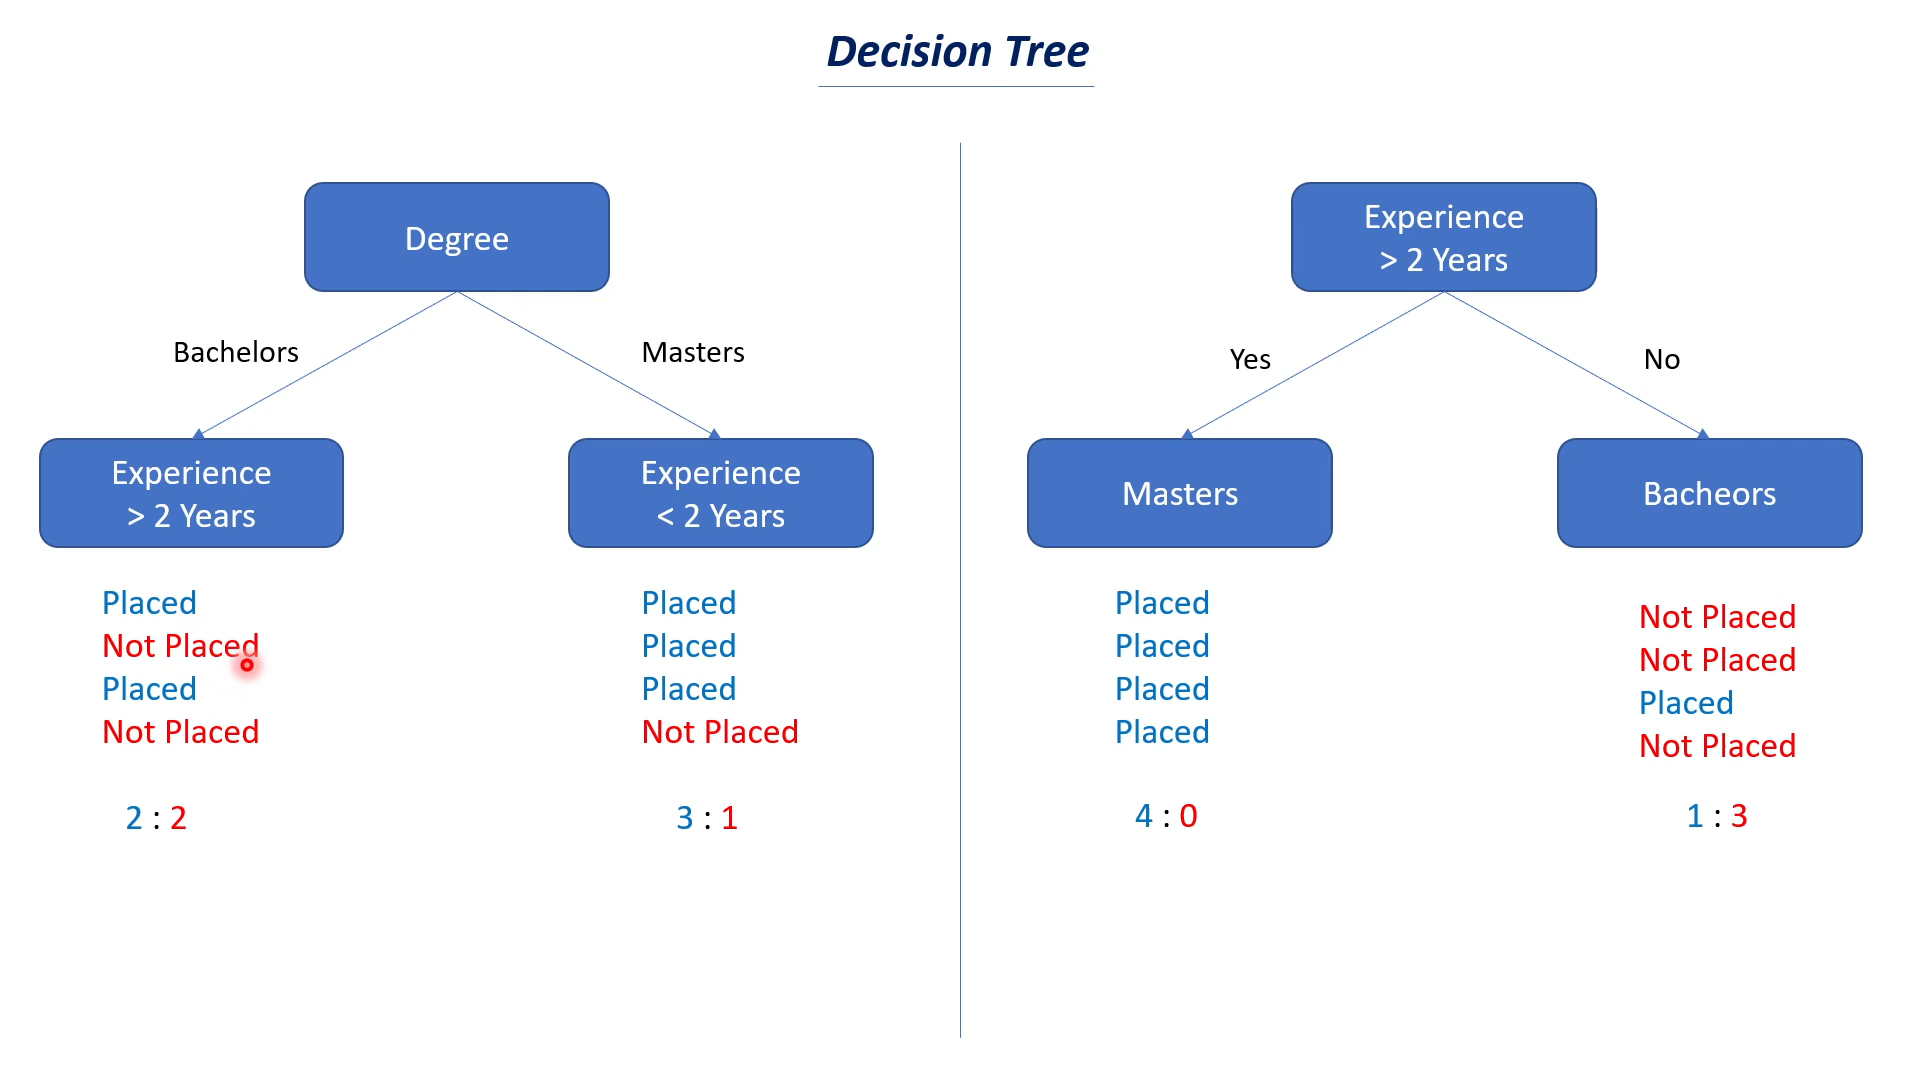 Decision Tree
Degree
Bachelors
Masters
Experience
> 2 Years
Experience
< 2 Years
Placed
Not Placed
Placed
Not Placed
2 : 2
Placed
Placed
Placed
Not Placed
3 : 1
Experience
> 2 Years
Yes
No
Masters
Bacheors
Placed
Placed
Placed
Placed
4 : 0
Not Placed
Not Placed
Placed
Not Placed
1 : 3